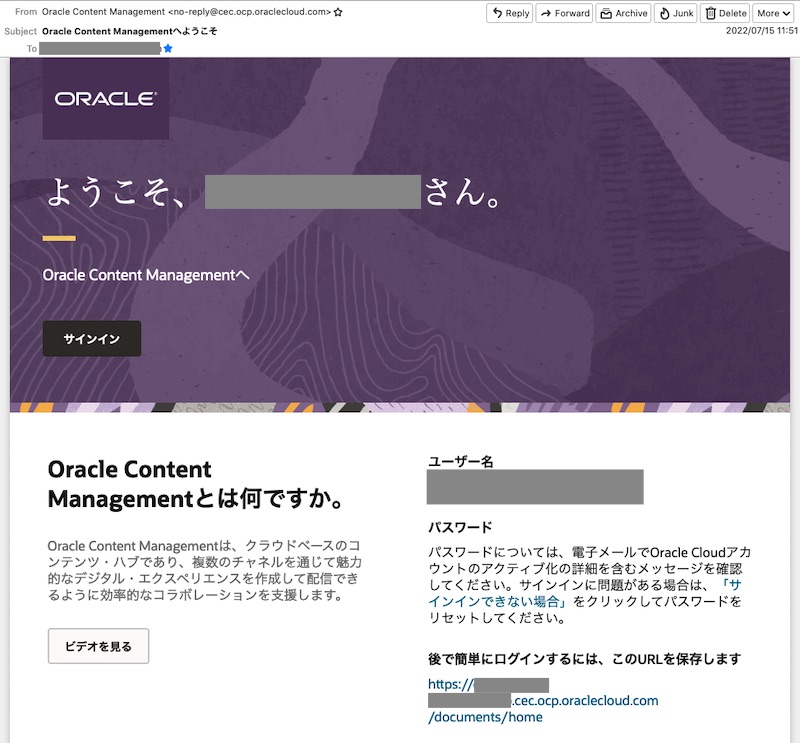 From Oracle Content Management <no-reply@cec.ocp.oraclecloud.com>
Reply Forward Archive Junk Delete More
Subject Oracle Content Managementへようこそ
2022/07/15 11:51
To
ORACLE
ようこそ、 さん。
Oracle Content Managementへ
サインイン
Oracle Content
Managementとは何ですか。
Oracle Content Managementは、クラウドベースのコ
ンテンツ・ハブであり、複数のチャネルを通じて魅力
的なデジタル・エクスペリエンスを作成して配信でき
るように効率的なコラボレーションを支援します。
ビデオを見る
ユーザー名
パスワード
パスワードについては、電子メールでOracle Cloudアカ
ウントのアクティブ化の詳細を含むメッセージを確認
してください。サインインに問題がある場合は、「サ
インインできない場合」をクリックしてパスワードを
リセットしてください。
後で簡単にログインするには、このURLを保存します
https://
.cec.ocp.oraclecloud.com
/documents/home